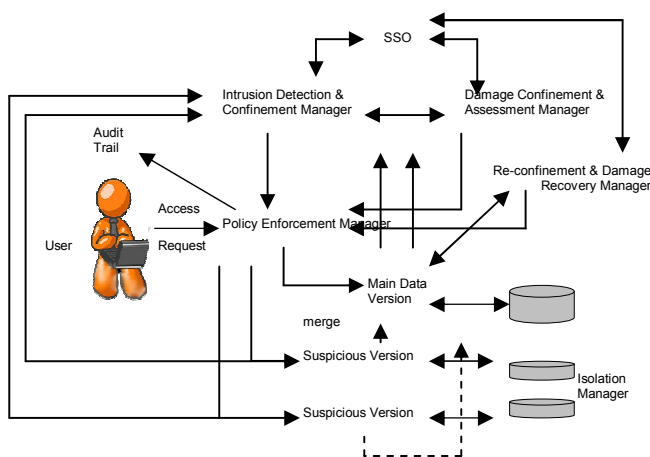 SSO
Intrusion Detection &
Confinement Manager
Damage Confinement &
Assessment Manager
Audit
Trail
Re-confinement & Damage
Recovery Manager
Access
Policy Enforcement Manager
User
Request
Main Data
Version
merge
Suspicious Version
Isolation
Manager
Suspicious Version